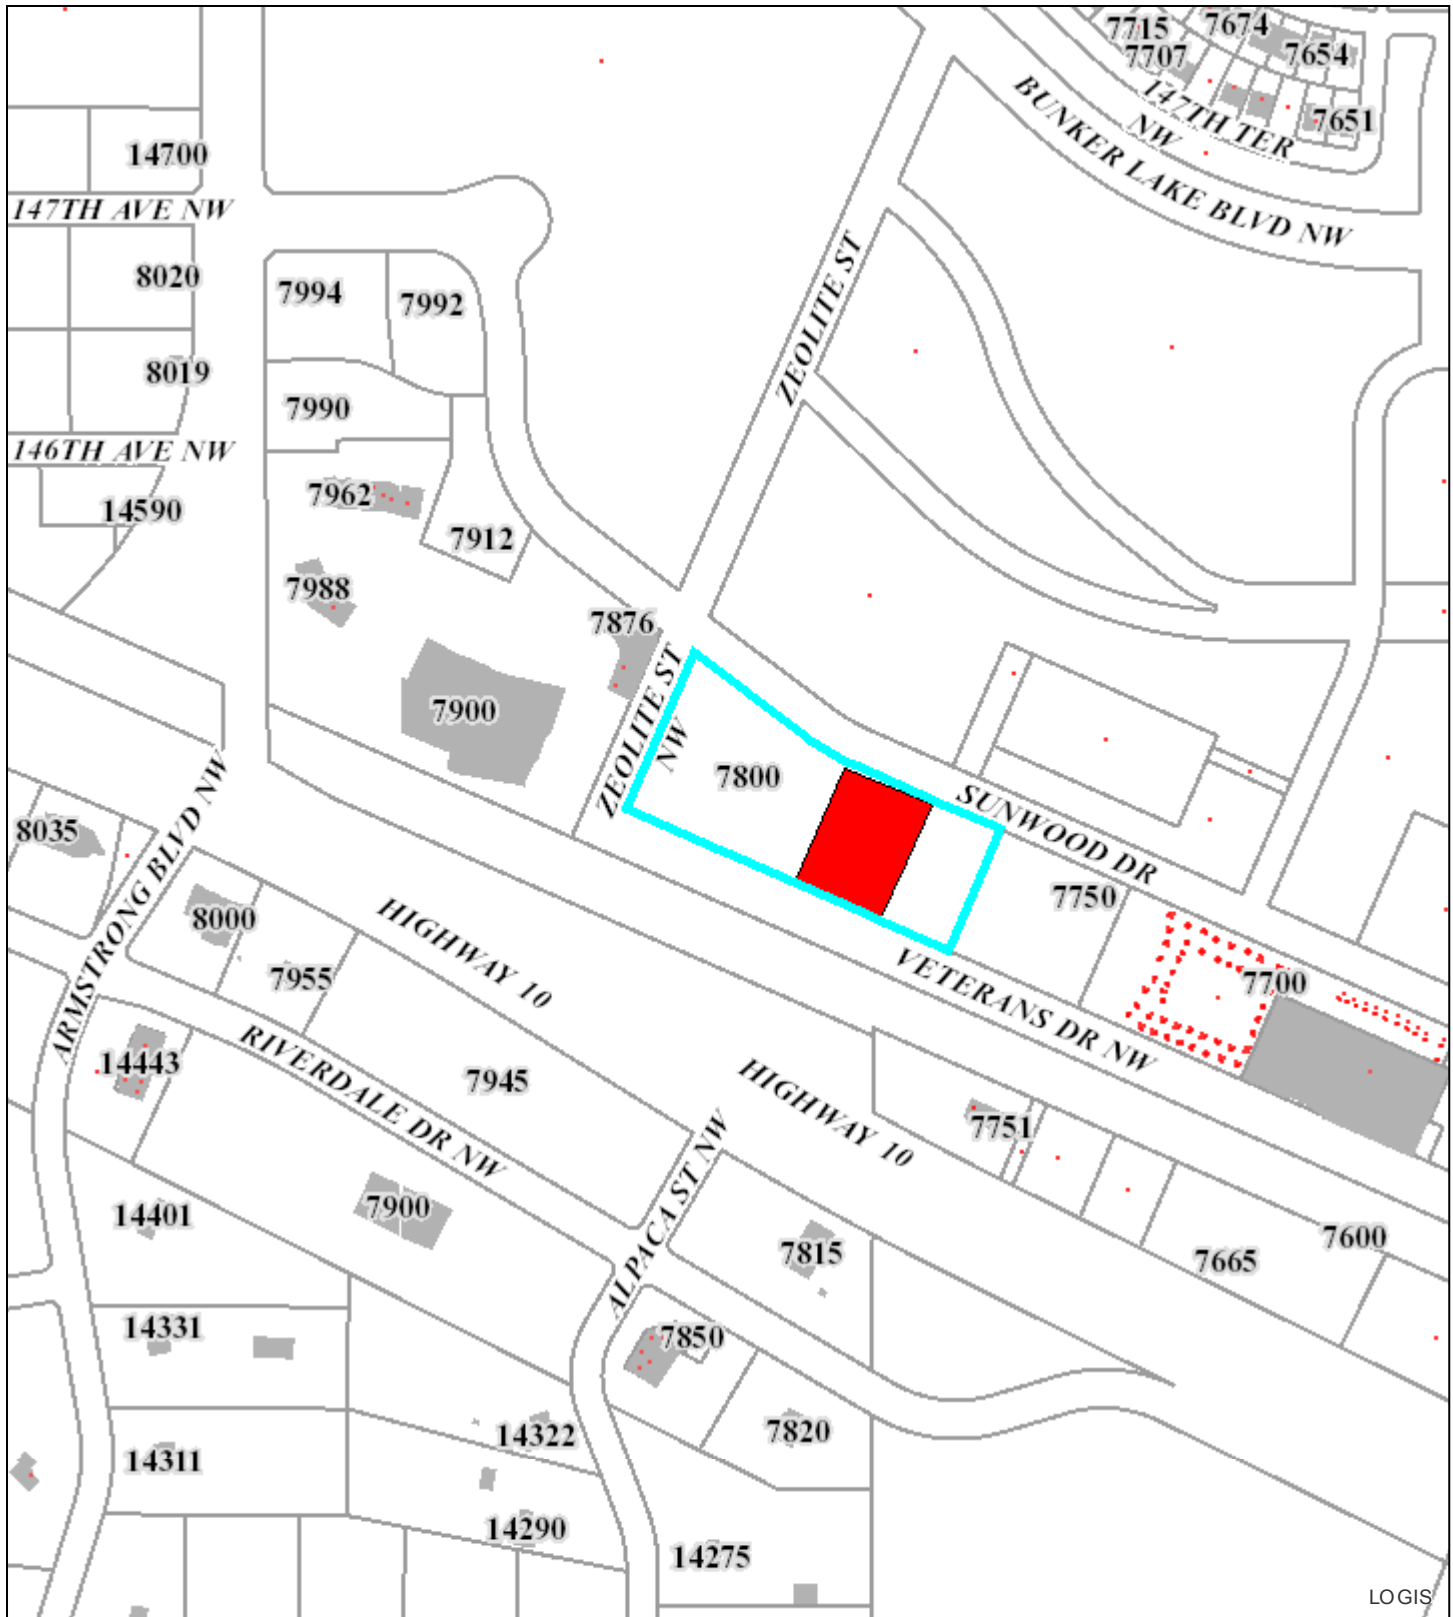 7715
7674
7707
7654
147TH TER
NW
7651
BUNKER LAKE BLVD NW
14700
147TH AVE NW
8020
7994
7992
ZEOLITE ST
8019
7990
146TH AVE NW
7962
14590
7912
7988
7876
7900
ZEOLITE ST
NW
7800
SUNWOOD DR
8035
ARMSTRONG BLVD NW
7750
8000
HIGHWAY 10
7955
VETERANS DR NW
7700
14443
RIVERDALE DR NW
7945
HIGHWAY 10
7751
14401
7900
ALPACA ST NW
7815
7600
7665
14331
7850
14322
7820
14311
14290
14275
LOGIS